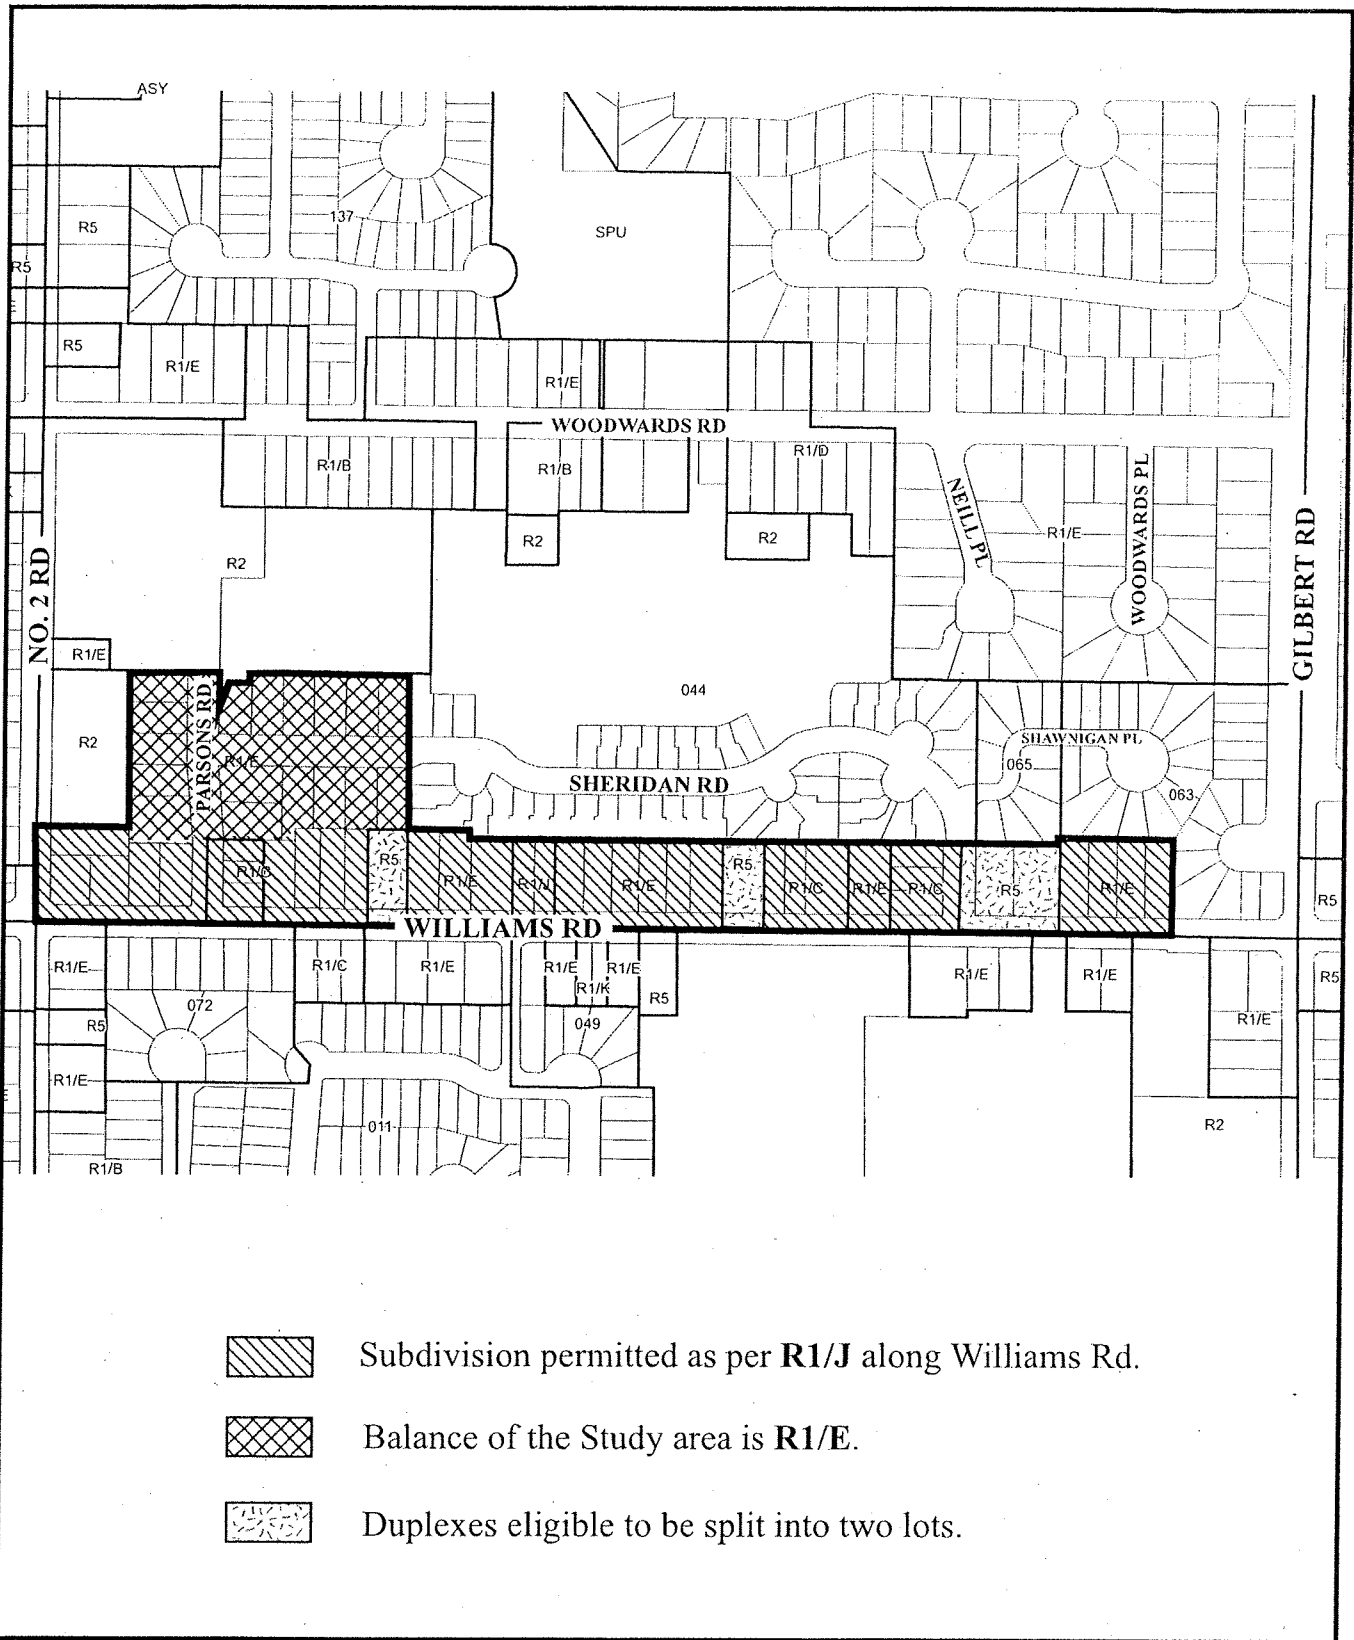 ASY
137
R5
SPU
R5
R5
R1/E
R1/E
WOODWARDS RD
R1/B
R1/B
R1/D
NEILL PL
R1/E
WOODWARDS PL
R2
R2
R2
NO. 2 RD
GILBERT RD
R1/E
044
R2
PARSONS RD
R1/E
SHERIDAN RD
SHAWNIGAN PL
065
063
R1/B
R5
R1/E
R1/J
R1/E
R5
R1/C
R1/E
R1/C
R5
R1/E
R5
WILLIAMS RD
R1/E
R1/C
R1/E
R1/E
R1/K
R1/E
R5
R1/E
R1/E
R5
072
R5
049
R1/E
R1/E
011
R2
R1/B
Subdivision permitted as per R1/J along Williams Rd.
Balance of the Study area is R1/E.
Duplexes eligible to be split into two lots.